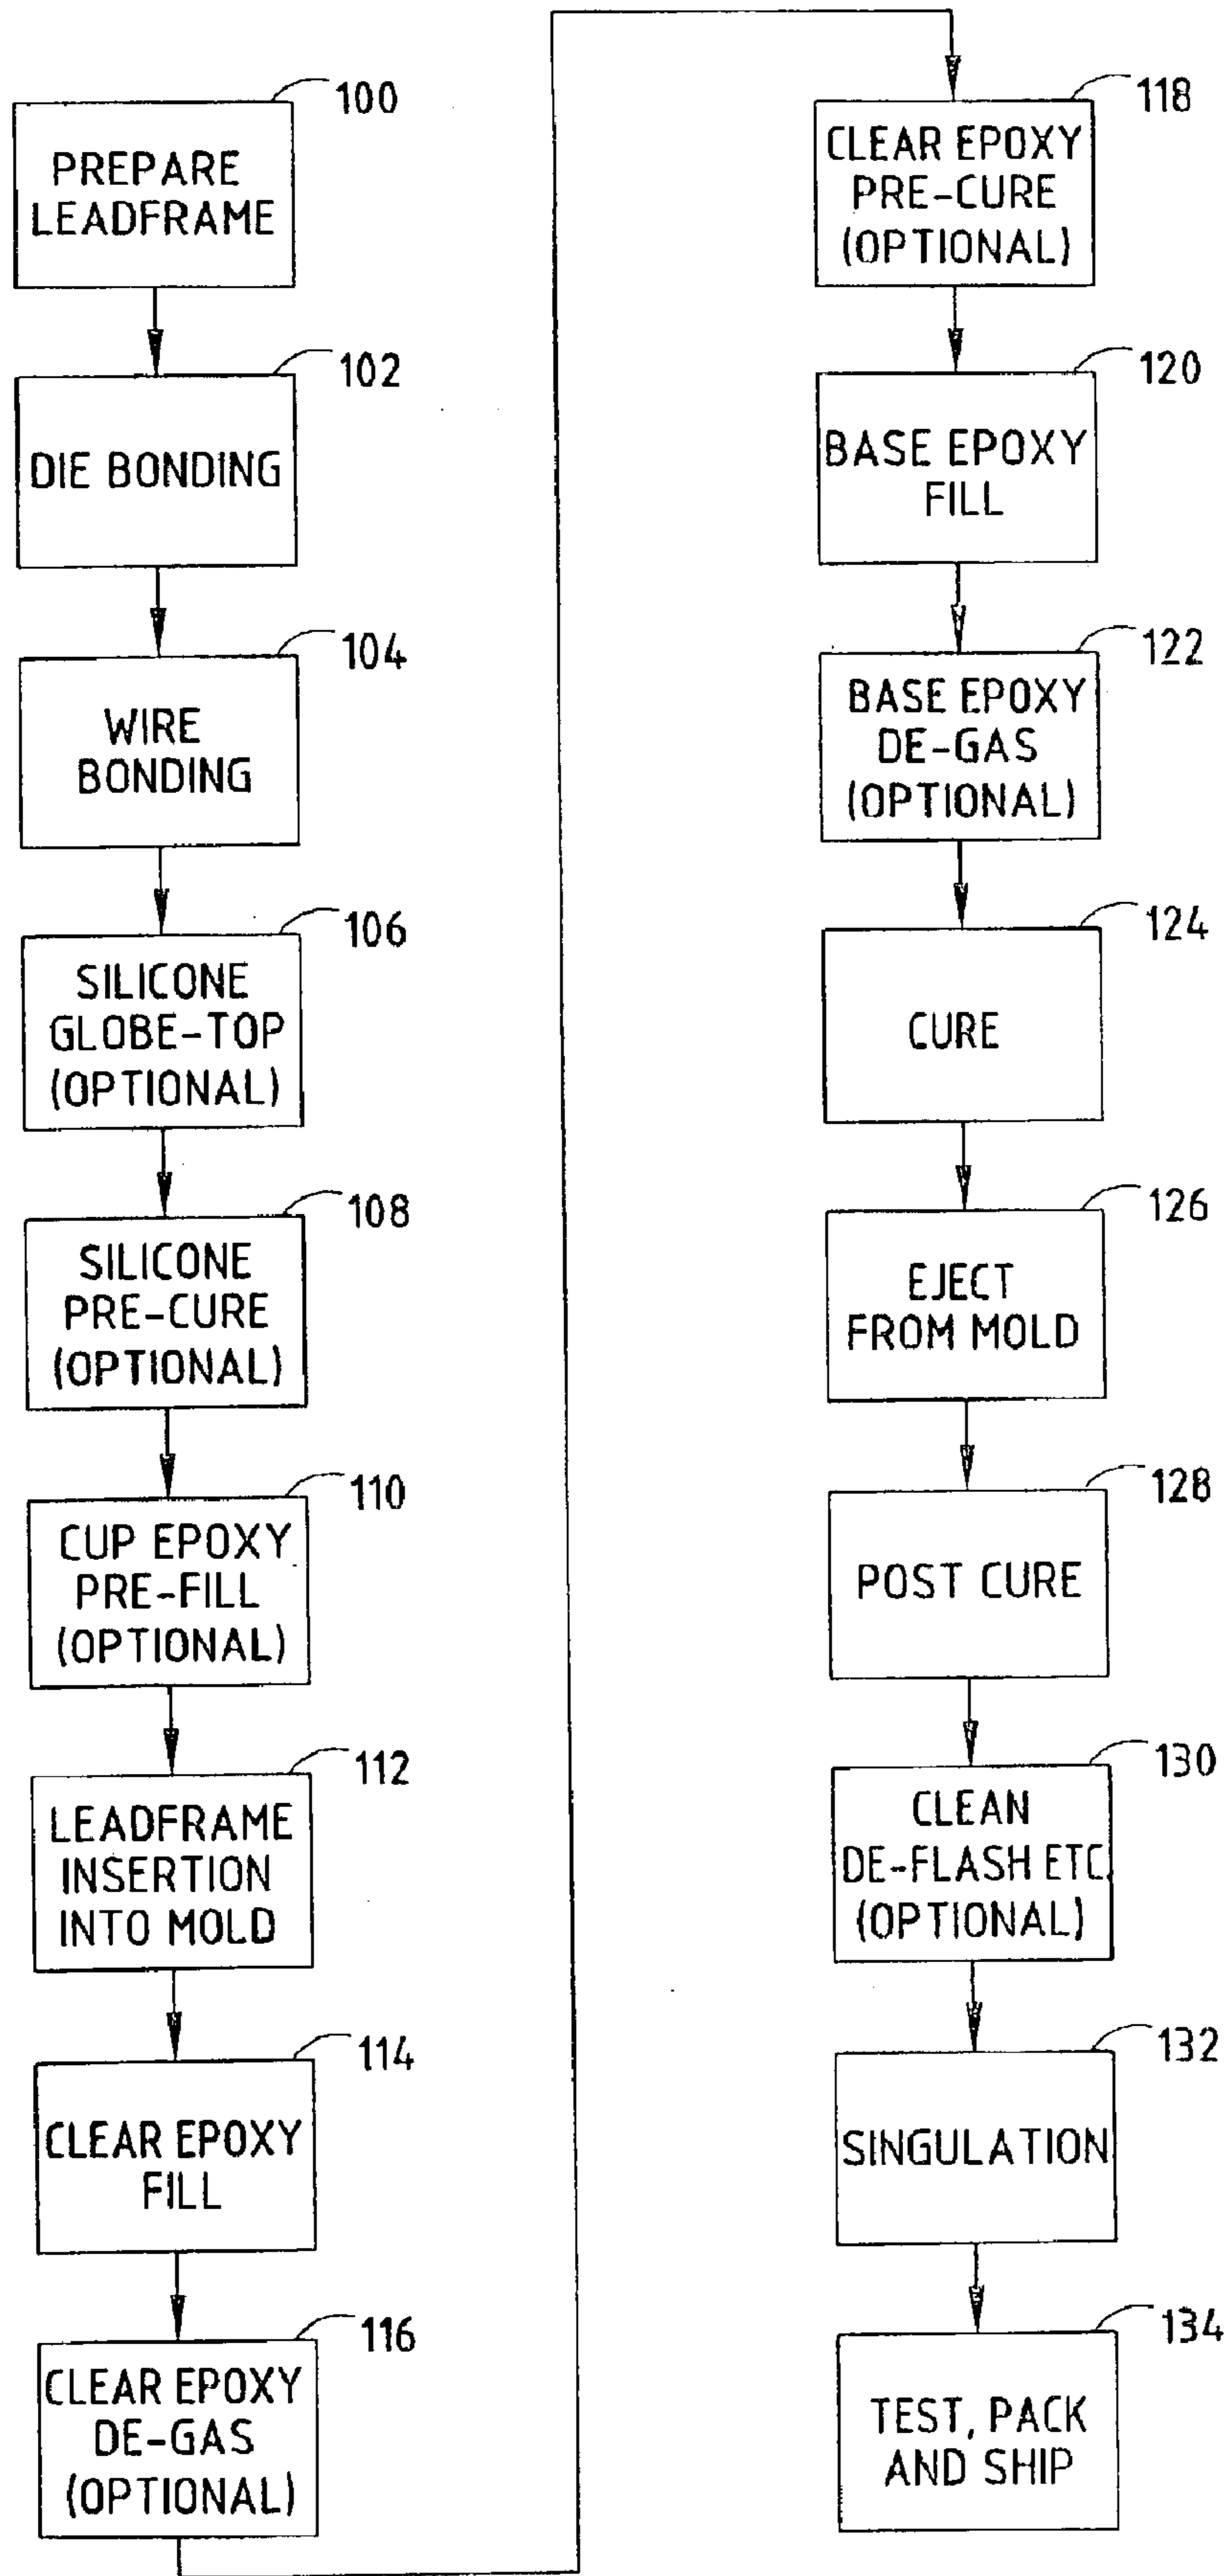 100
PREPARE
LEADFRAME
102
DIE BONDING
104
WIRE
BONDING
106
SILICONE
GLOBE-TOP
(OPTIONAL)
108
SILICONE
PRE-CURE
(OPTIONAL)
110
CUP EPOXY
PRE-FILL
(OPTIONAL)
112
LEADFRAME
INSERTION
INTO MOLD
114
CLEAR EPOXY
FILL
116
CLEAR EPOXY
DE-GAS
(OPTIONAL)
118
CLEAR EPOXY
PRE-CURE
(OPTIONAL)
120
BASE EPOXY
FILL
122
BASE EPOXY
DE-GAS
(OPTIONAL)
124
CURE
126
EJECT
FROM MOLD
128
POST CURE
130
CLEAN
DE-FLASH ETC.
(OPTIONAL)
132
SINGULATION
134
TEST, PACK
AND SHIP